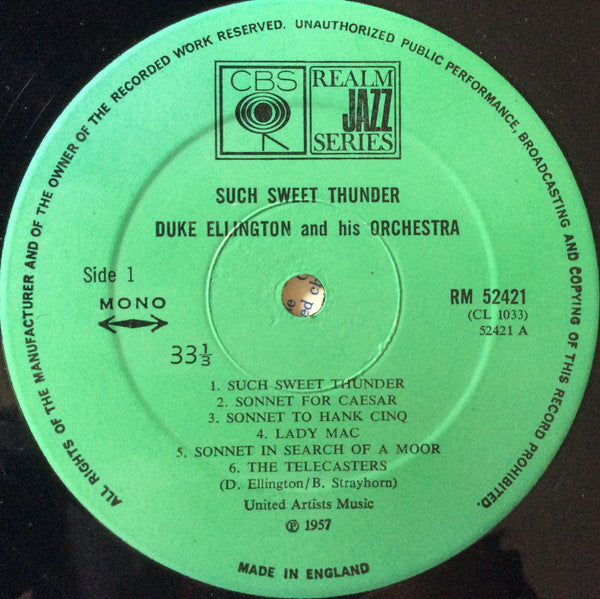 ALL RIGHTS OF THE MANUFACTURER AND OF THE OWNER OF THE RECORDED WORK RESERVED. UNAUTHORIZED PUBLIC PERFORMANCE, BROADCASTING AND COPYING OF THIS RECORD PROHIBITED.
CBS
REALM
JAZZ
SERIES
SUCH SWEET THUNDER
DUKE ELLINGTON and his ORCHESTRA
Side 1
MONO
33⅓
RM 52421
(CL 1033)
52421 A
1. SUCH SWEET THUNDER
2. SONNET FOR CAESAR
3. SONNET TO HANK CINQ
4. LADY MAC
5. SONNET IN SEARCH OF A MOOR
6. THE TELECASTERS
(D. Ellington/B. Strayhorn)
United Artists Music
℗ 1957
MADE IN ENGLAND